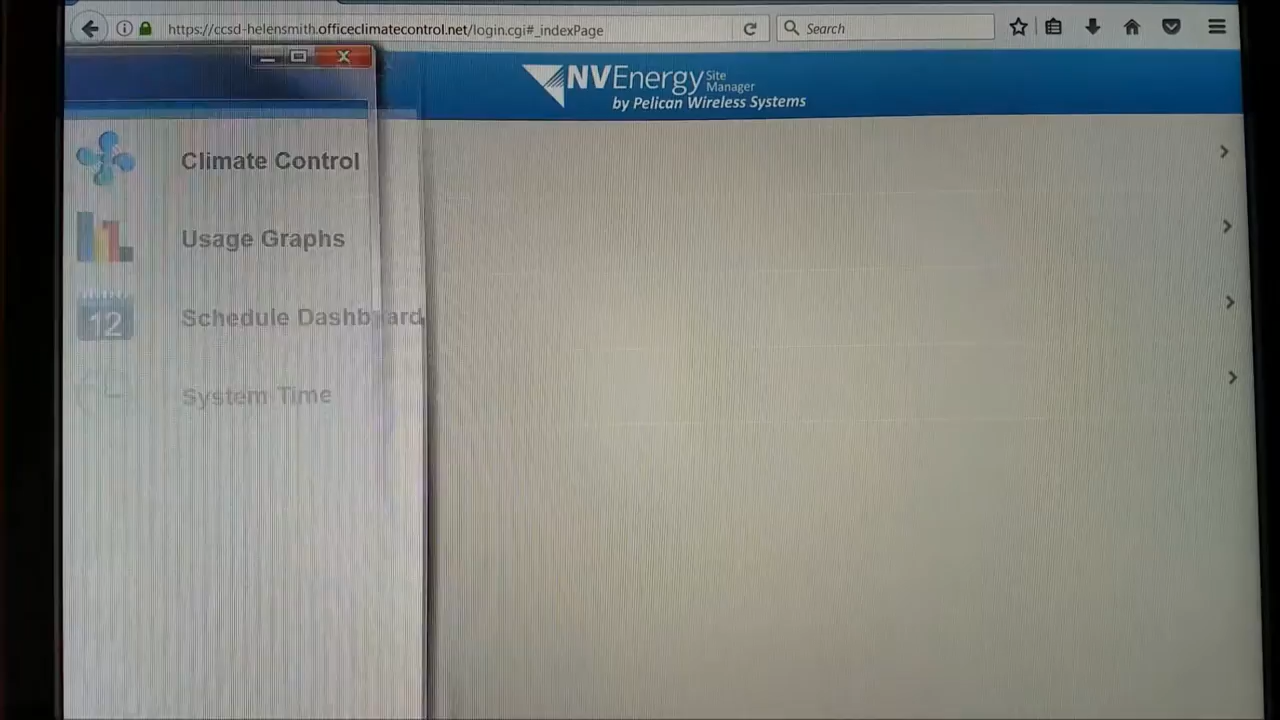 https://ccsd-helensmith.officeclimatecontrol.net/login.cgi#_indexPage
Search
NVEnergy Site Manager
by Pelican Wireless Systems
Climate Control
Usage Graphs
12
Schedule Dashboard
System Time